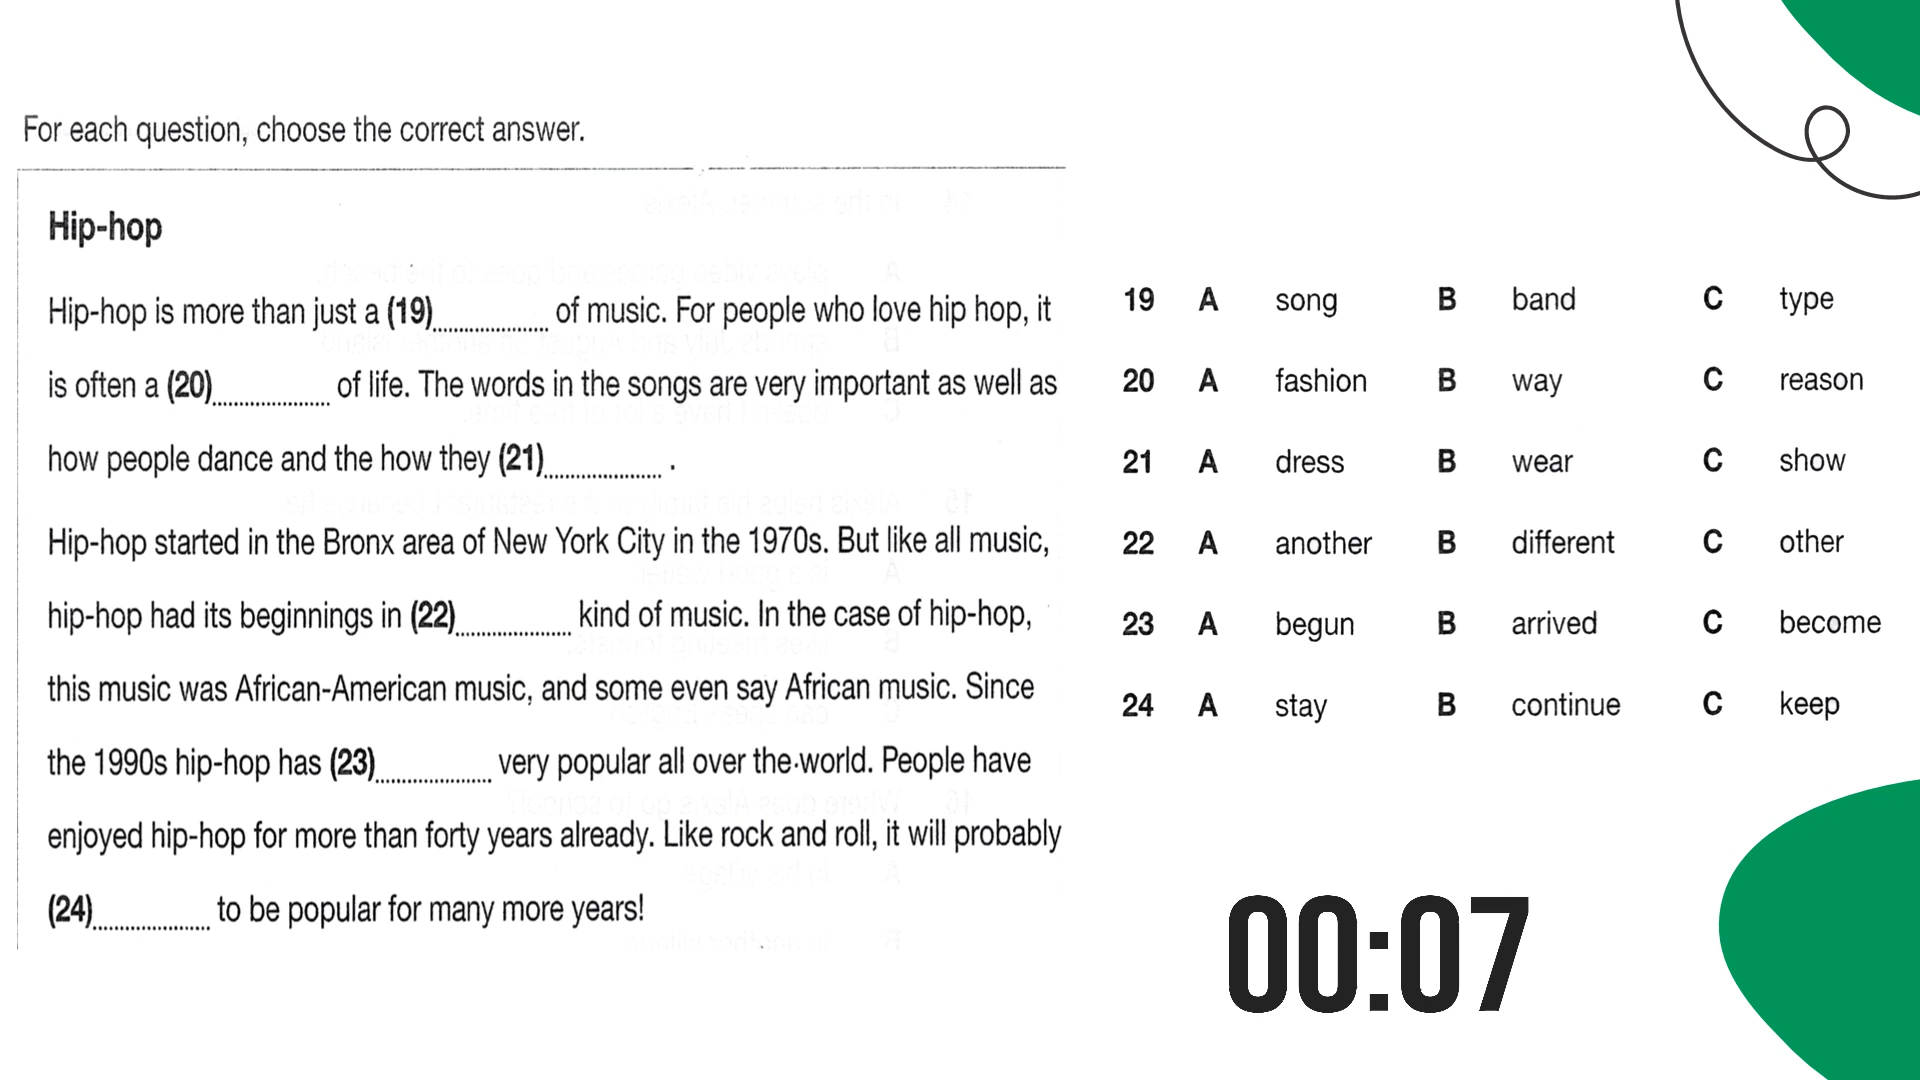 For each question, choose the correct answer.
Hip-hop
Hip-hop is more than just a (19).................... of music. For people who love hip hop, it
is often a (20).................... of life. The words in the songs are very important as well as
how people dance and the how they (21).................... .
Hip-hop started in the Bronx area of New York City in the 1970s. But like all music,
hip-hop had its beginnings in (22).................... kind of music. In the case of hip-hop,
this music was African-American music, and some even say African music. Since
the 1990s hip-hop has (23).................... very popular all over the world. People have
enjoyed hip-hop for more than forty years already. Like rock and roll, it will probably
(24).................... to be popular for many more years!
19 A song B band C type
20 A fashion B way C reason
21 A dress B wear C show
22 A another B different C other
23 A begun B arrived C become
24 A stay B continue C keep
00:07